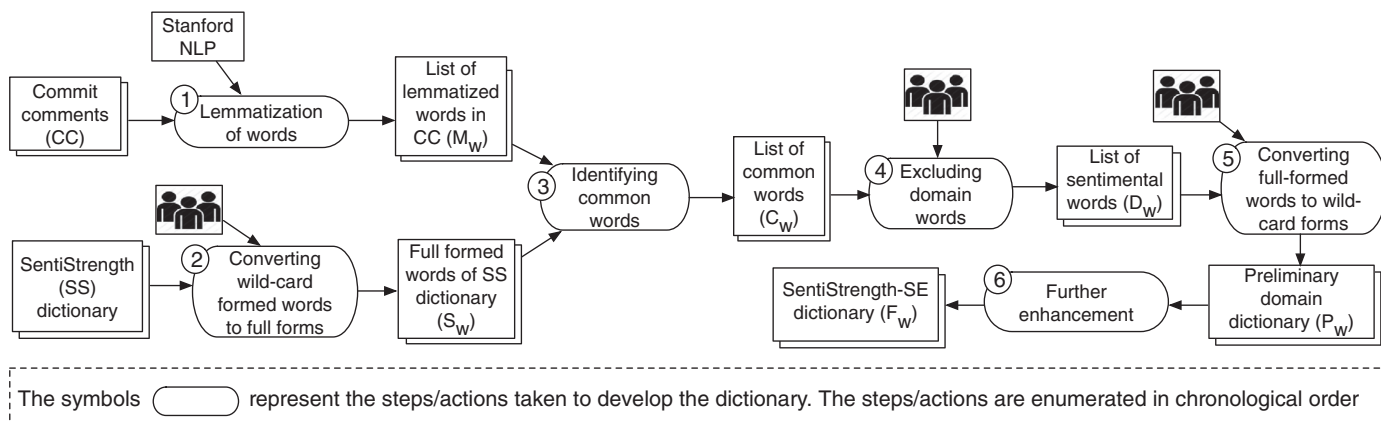 Stanford
NLP
Commit
comments
(CC)
1
Lemmatization
of words
List of
lemmatized
words in
CC (Mw)
SentiStrength
(SS)
dictionary
2
Converting
wild-card
formed words
to full forms
Full formed
words of SS
dictionary
(Sw)
3
Identifying
common
words
List of
common
words
(Cw)
4
Excluding
domain
words
List of
sentimental
words (Dw)
5
Converting
full-formed
words to wild-
card forms
Preliminary
domain
dictionary (Pw)
6
Further
enhancement
SentiStrength-SE
dictionary (Fw)
The symbols represent the steps/actions taken to develop the dictionary. The steps/actions are enumerated in chronological order